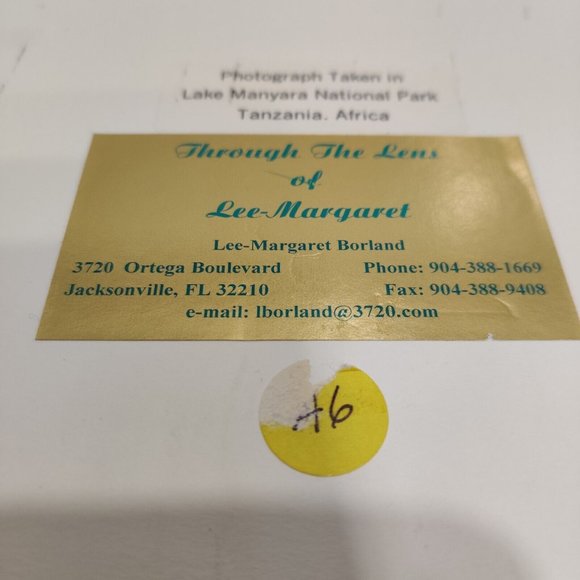 Photograph Taken in
Lake Manyara National Park
Tanzania, Africa
Through The Lens
of
Lee-Margaret
Lee-Margaret Borland
3720 Ortega Boulevard Phone: 904-388-1669
Jacksonville, FL 32210 Fax: 904-388-9408
e-mail: lborland@3720.com
46